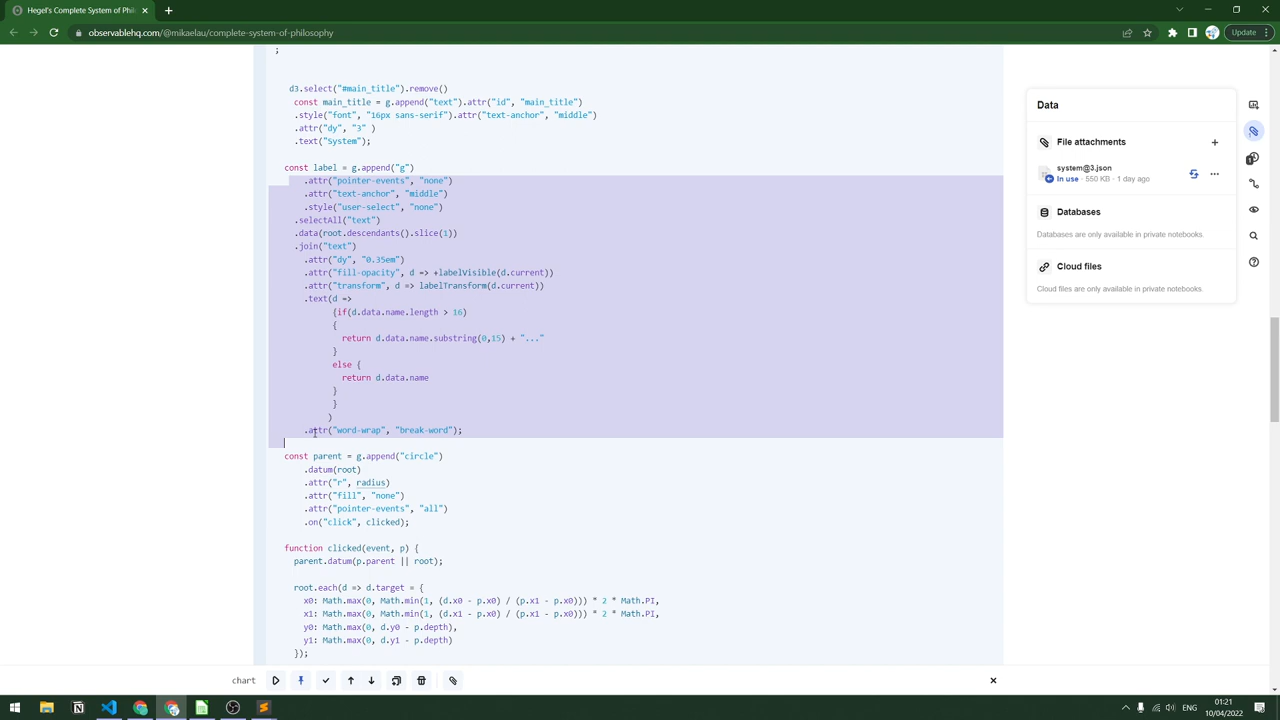 Hegel's Complete System of Philo
observablehq.com/@mikaelau/complete-system-of-philosophy
Update
;
d3.select("#main_title").remove()
const main_title = g.append("text").attr("id", "main_title")
.style("font", "16px sans-serif").attr("text-anchor", "middle")
.attr("dy", "3" )
.text("System");
const label = g.append("g")
.attr("pointer-events", "none")
.attr("text-anchor", "middle")
.style("user-select", "none")
.selectAll("text")
.data(root.descendants().slice(1))
.join("text")
.attr("dy", "0.35em")
.attr("fill-opacity", d => +labelVisible(d.current))
.attr("transform", d => labelTransform(d.current))
.text(d =>
{if(d.data.name.length > 16)
{
return d.data.name.substring(0,15) + "..."
}
else {
return d.data.name
}
}
)
.attr("word-wrap", "break-word");
const parent = g.append("circle")
.datum(root)
.attr("r", radius)
.attr("fill", "none")
.attr("pointer-events", "all")
.on("click", clicked);
function clicked(event, p) {
parent.datum(p.parent || root);
root.each(d => d.target = {
x0: Math.max(0, Math.min(1, (d.x0 - p.x0) / (p.x1 - p.x0))) * 2 * Math.PI,
x1: Math.max(0, Math.min(1, (d.x1 - p.x0) / (p.x1 - p.x0))) * 2 * Math.PI,
y0: Math.max(0, d.y0 - p.depth),
y1: Math.max(0, d.y1 - p.depth)
});
Data
File attachments
system@3.json
In use · 550 KB · 1 day ago
Databases
Databases are only available in private notebooks.
Cloud files
Cloud files are only available in private notebooks.
chart
ENG
01:21
10/04/2022